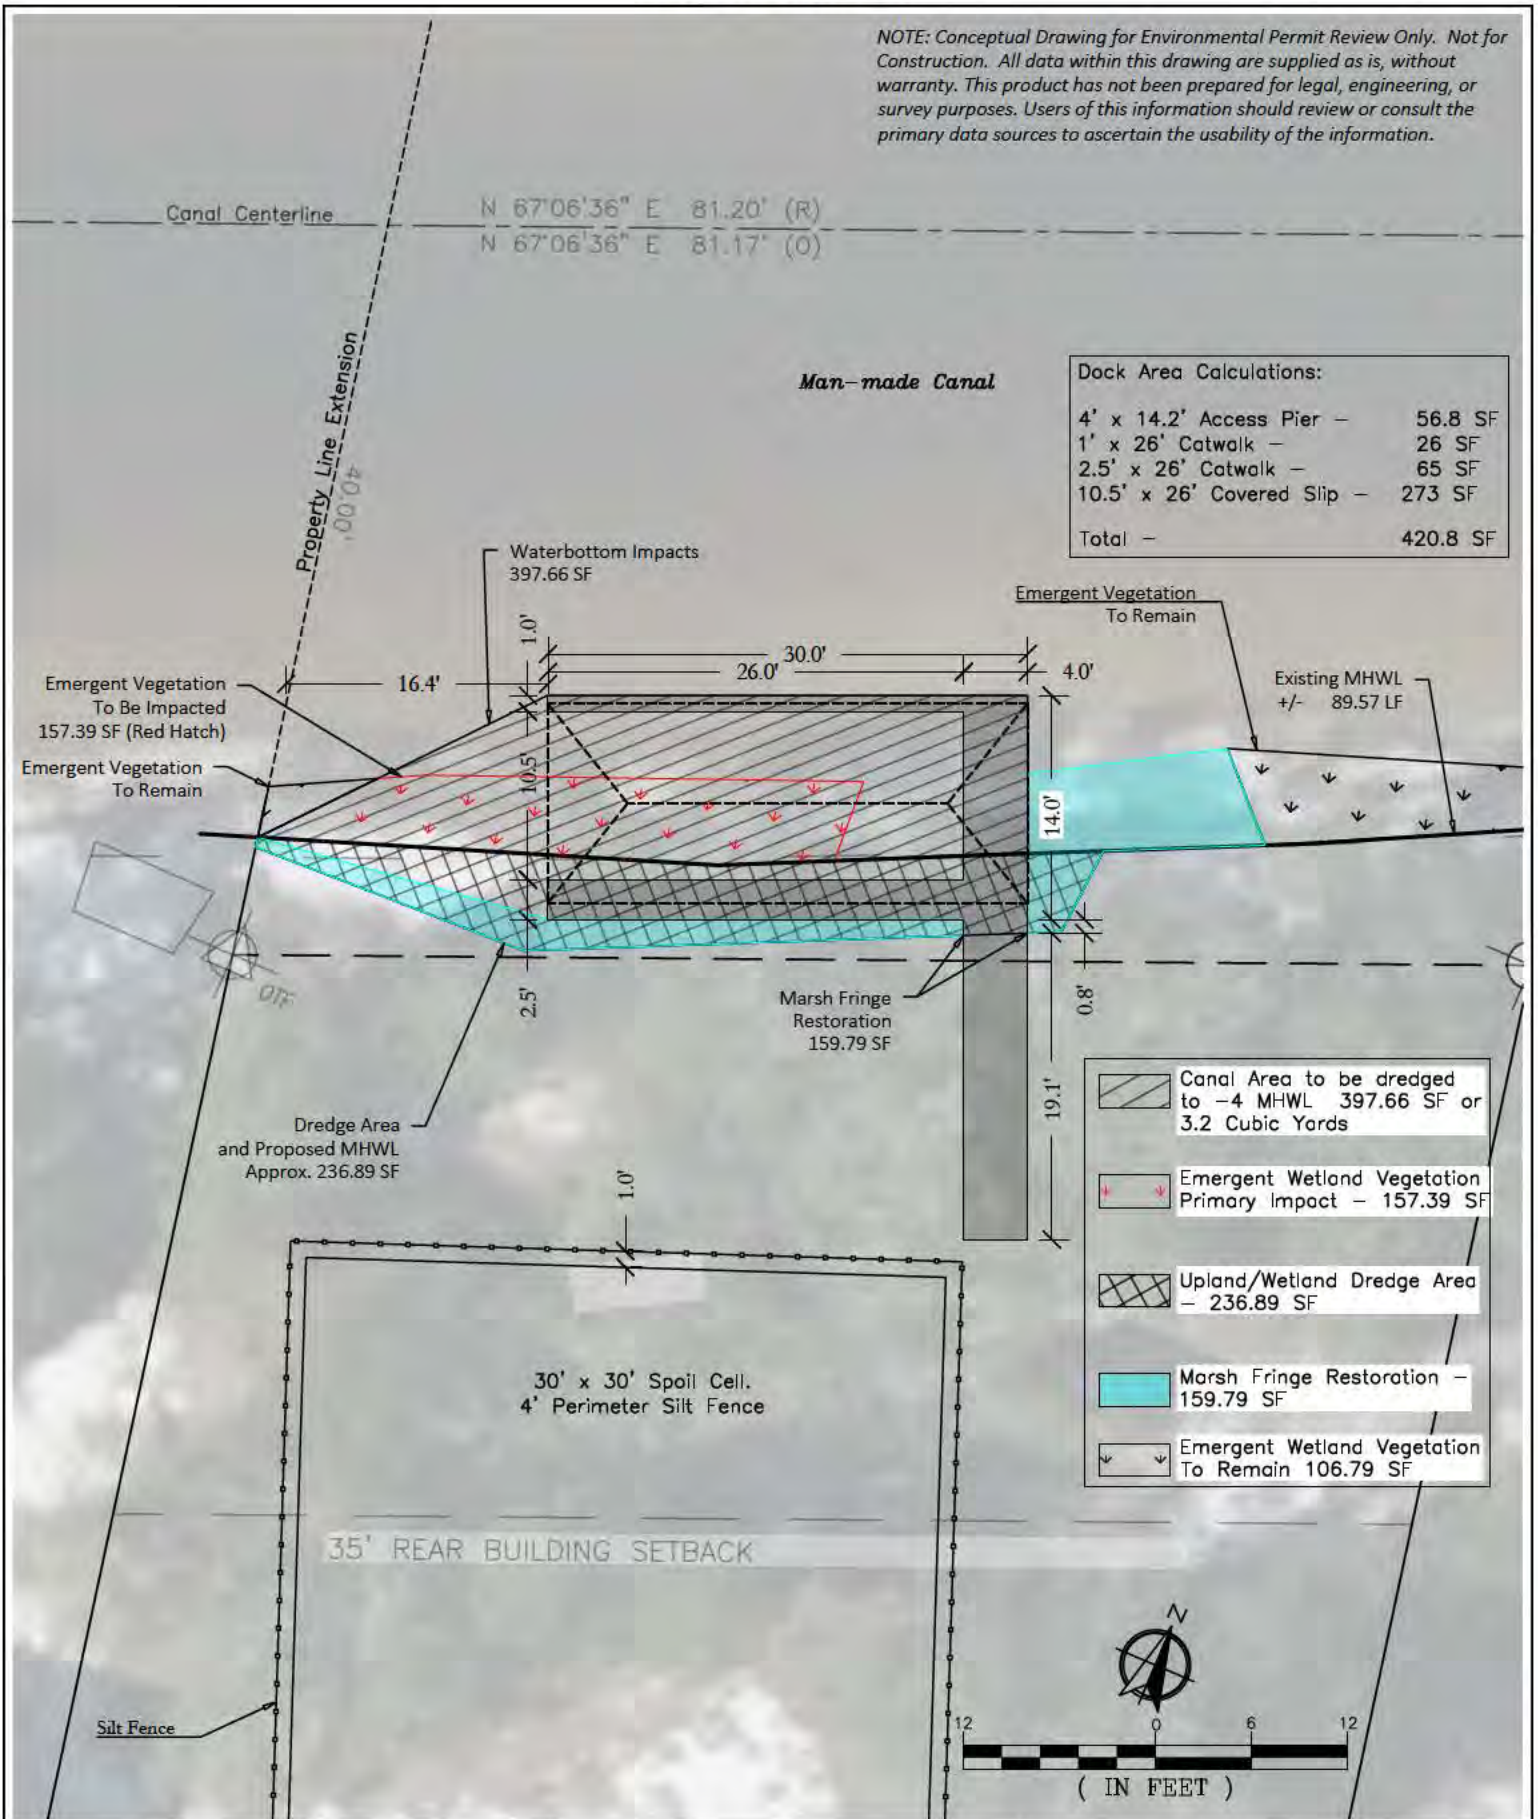 NOTE: Conceptual Drawing for Environmental Permit Review Only. Not for
Construction. All data within this drawing are supplied as is, without
warranty. This product has not been prepared for legal, engineering, or
survey purposes. Users of this information should review or consult the
primary data sources to ascertain the usability of the information.
Canal Centerline
N 67°06'36" E 81.20' (R)
N 67°06'36" E 81.17' (O)
Property Line Extension
40.00'
Man-made Canal
Dock Area Calculations:
4' x 14.2' Access Pier - 56.8 SF
1' x 26' Catwalk - 26 SF
2.5' x 26' Catwalk - 65 SF
10.5' x 26' Covered Slip - 273 SF
Total - 420.8 SF
Waterbottom Impacts
397.66 SF
Emergent Vegetation
To Remain
1.0'
30.0'
26.0'
4.0'
16.4'
Emergent Vegetation
To Be Impacted
157.39 SF (Red Hatch)
Existing MHWL
+/- 89.57 LF
Emergent Vegetation
To Remain
10.5'
14.0'
OTF
2.5'
Marsh Fringe
Restoration
159.79 SF
0.8'
19.1'
Dredge Area
and Proposed MHWL
Approx. 236.89 SF
1.0'
Canal Area to be dredged
to -4 MHWL 397.66 SF or
3.2 Cubic Yards
Emergent Wetland Vegetation
Primary Impact - 157.39 SF
Upland/Wetland Dredge Area
- 236.89 SF
Marsh Fringe Restoration -
159.79 SF
Emergent Wetland Vegetation
To Remain 106.79 SF
30' x 30' Spoil Cell.
4' Perimeter Silt Fence
35' REAR BUILDING SETBACK
Silt Fence
N
12 0 6 12
( IN FEET )